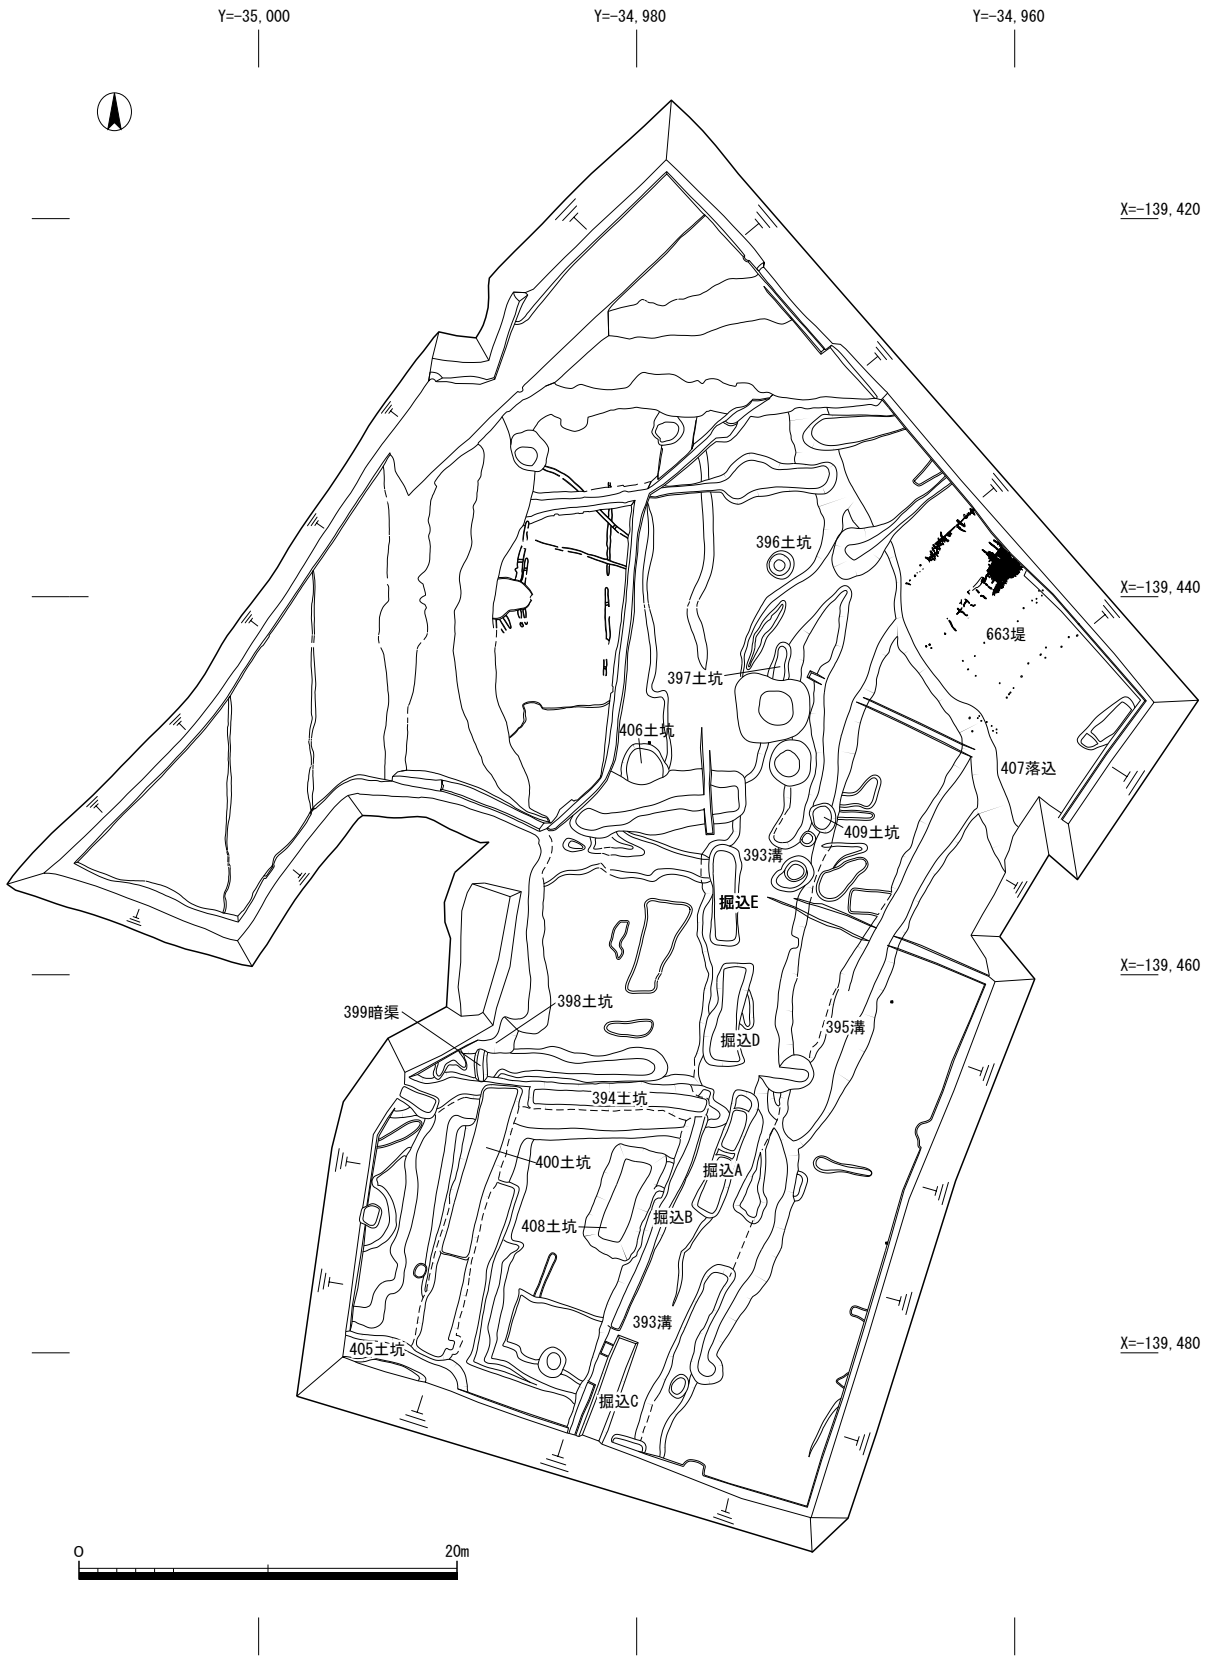 Y=-35,000
Y=-34,980
Y=-34,960
X=-139,420
396土坑
X=-139,440
663堤
397土坑
406土坑
407落込
409土坑
393溝
掘込E
X=-139,460
398土坑
399暗渠
395溝
掘込D
394土坑
400土坑
掘込A
掘込B
408土坑
393溝
X=-139,480
405土坑
掘込C
0
20m